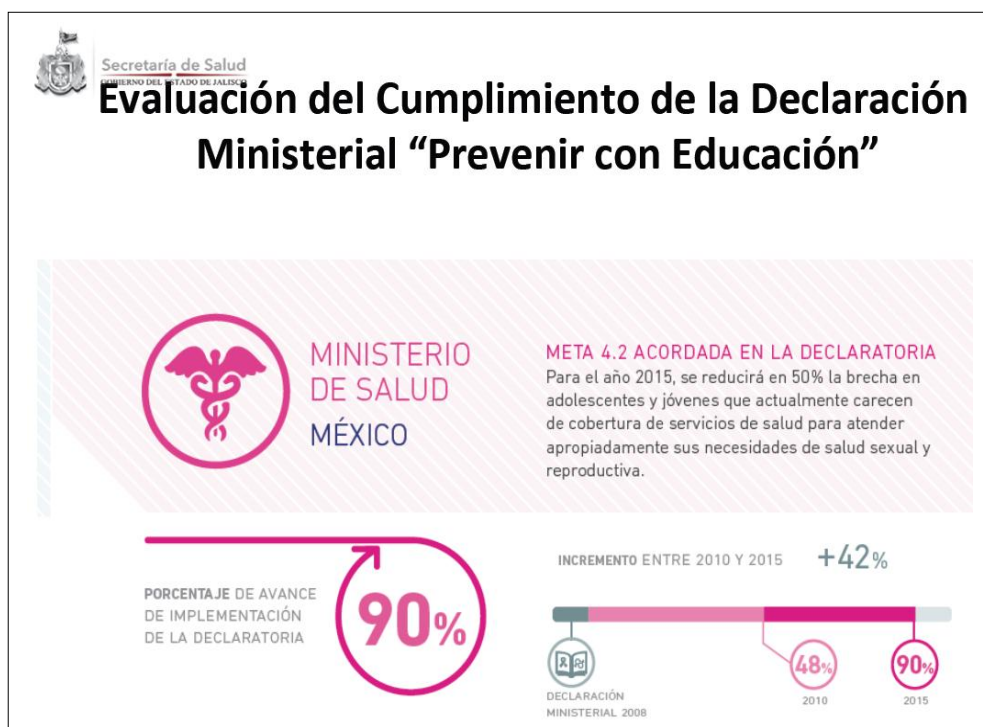 Secretaría de Salud
GOBIERNO DEL ESTADO DE JALISCO
Evaluación del Cumplimiento de la Declaración
Ministerial “Prevenir con Educación”
MINISTERIO
DE SALUD
MÉXICO
META 4.2 ACORDADA EN LA DECLARATORIA
Para el año 2015, se reducirá en 50% la brecha en
adolescentes y jóvenes que actualmente carecen
de cobertura de servicios de salud para atender
apropiadamente sus necesidades de salud sexual y
reproductiva.
PORCENTAJE DE AVANCE
DE IMPLEMENTACIÓN
DE LA DECLARATORIA
90%
INCREMENTO ENTRE 2010 Y 2015 +42%
48%
90%
2010
2015
DECLARACIÓN
MINISTERIAL 2008